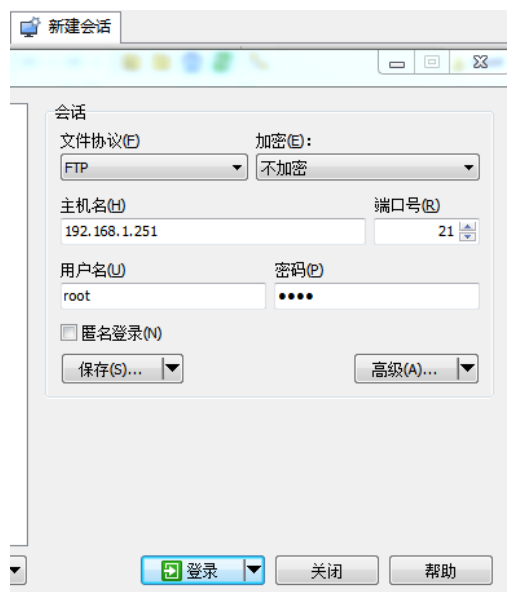 新建会话
会话
文件协议(F) 加密(E):
FTP 不加密
主机名(H) 端口号(R)
192.168.1.251 21
用户名(U) 密码(P)
root ●●●●
匿名登录(N)
保存(S)... 高级(A)...
登录 关闭 帮助